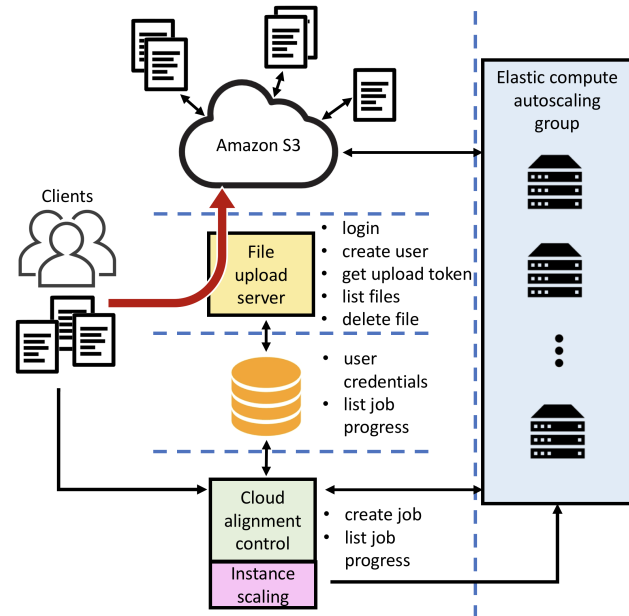 Elastic compute
autoscaling
group
Amazon S3
Clients
File
upload
server
• login
• create user
• get upload token
• list files
• delete file
• user
credentials
• list job
progress
Cloud
alignment
control
• create job
• list job
progress
Instance
scaling